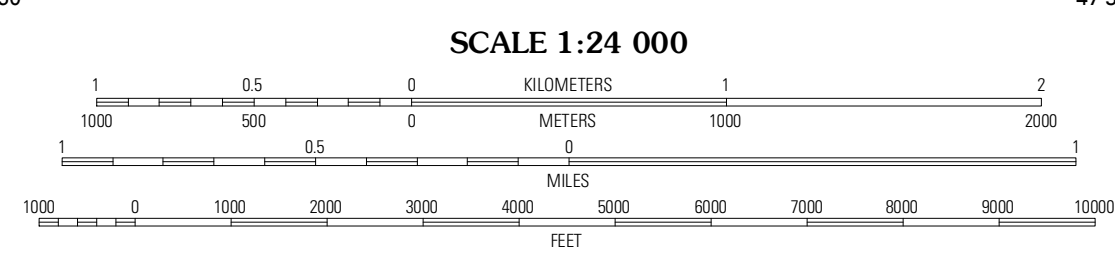 SCALE 1:24 000
1 0.5 0 KILOMETERS 1 2
1000 500 0 METERS 1000 2000
1 0.5 0 1
MILES
1000 0 1000 2000 3000 4000 5000 6000 7000 8000 9000 10000
FEET